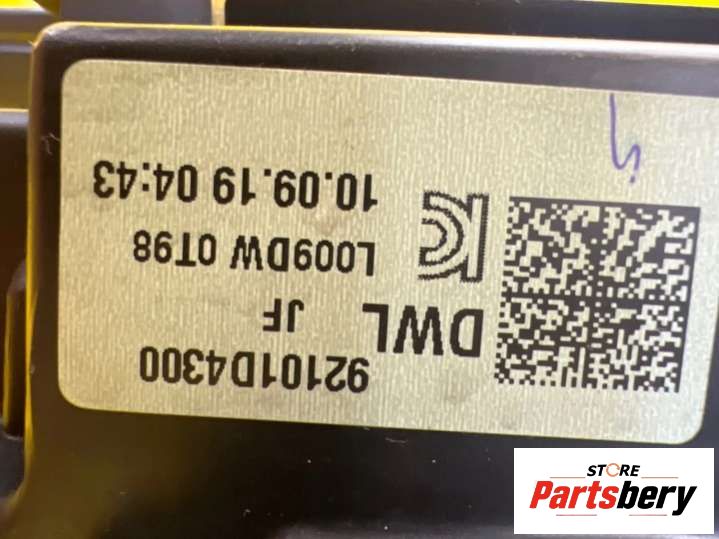 92101D4300
DWL JF
L009DW 0T98
10.09.19 04:43
STORE
Partsbery